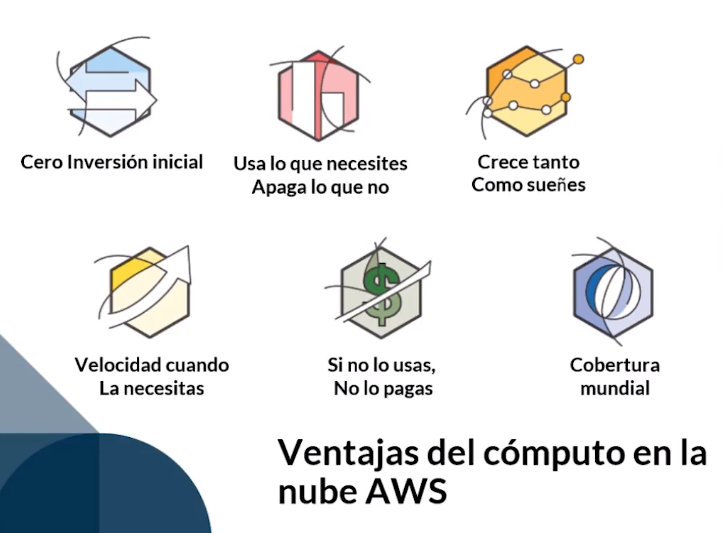 Cero Inversión inicial
Usa lo que necesites
Apaga lo que no
Crece tanto
Como sueñes
Velocidad cuando
La necesitas
Si no lo usas,
No lo pagas
Cobertura
mundial
Ventajas del cómputo en la
nube AWS